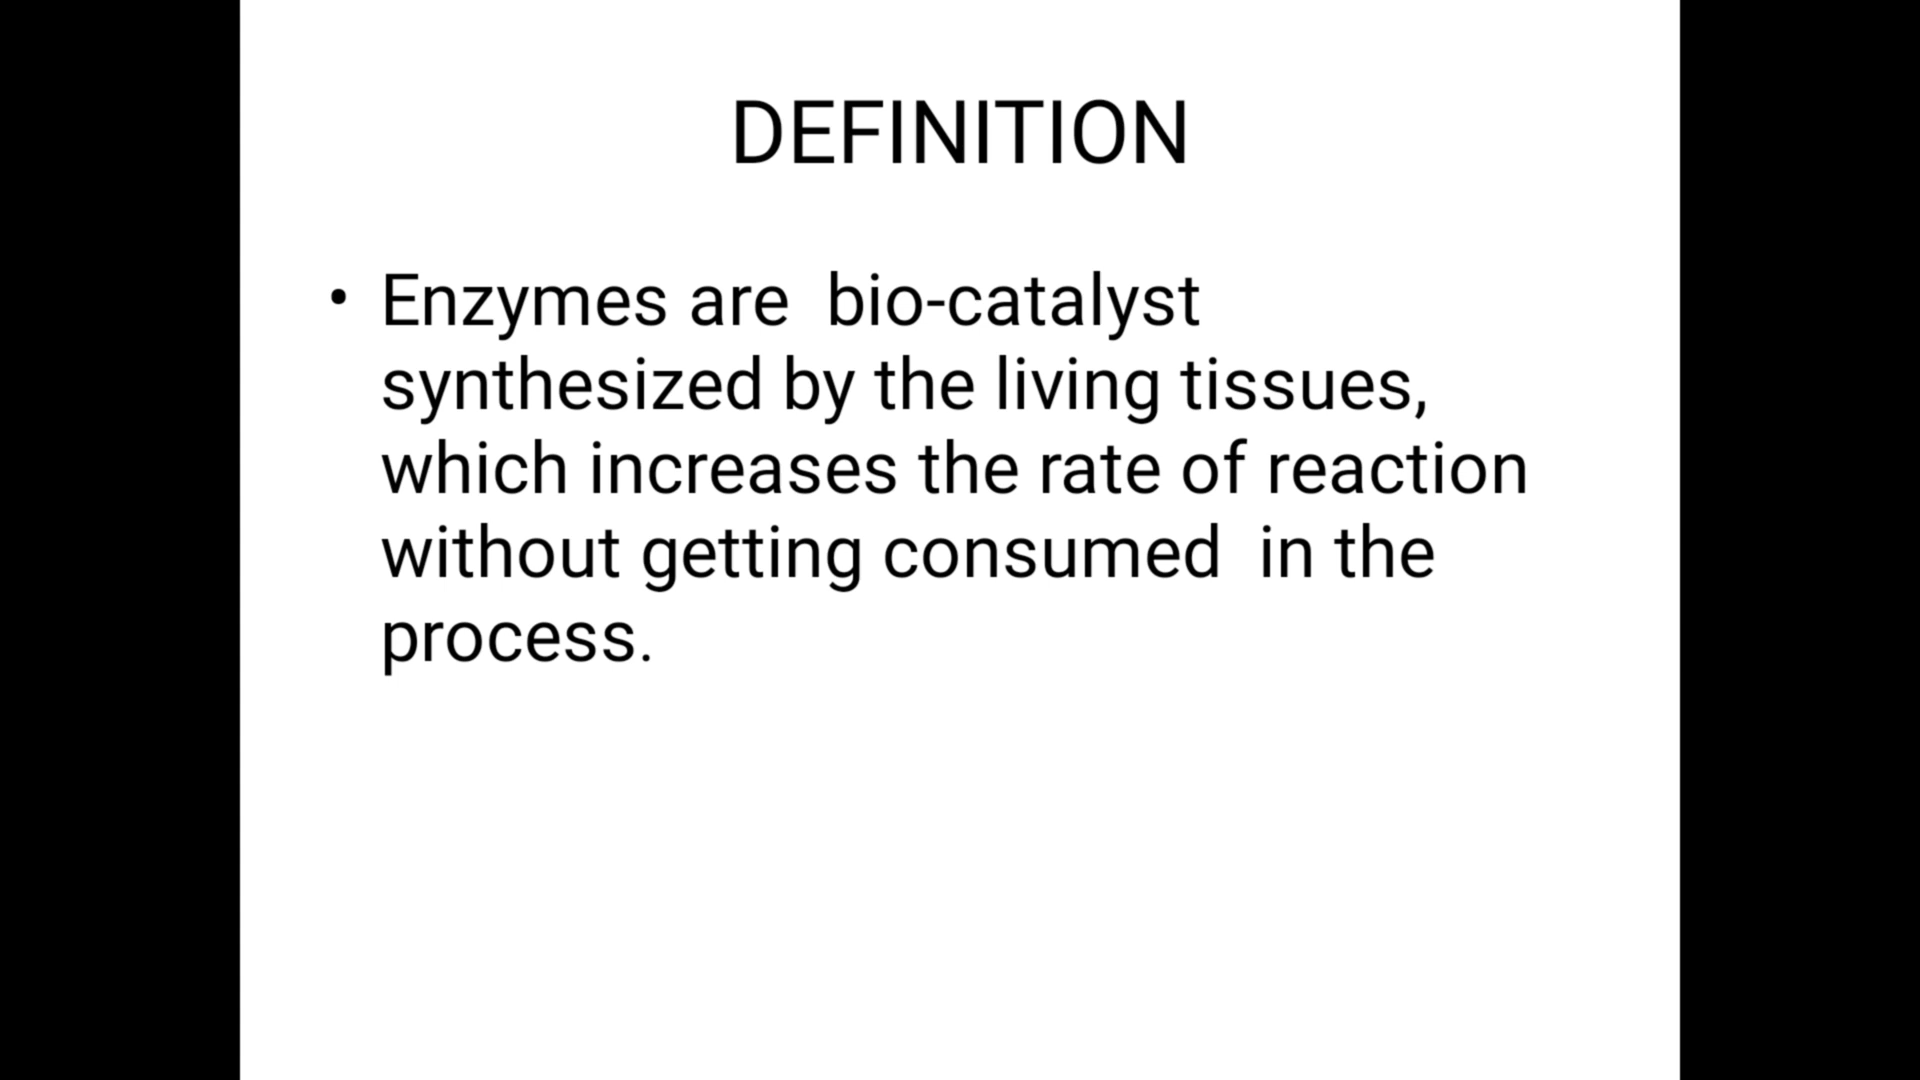 DEFINITION
• Enzymes are  bio-catalyst
synthesized by the living tissues,
which increases the rate of reaction
without getting consumed  in the
process.